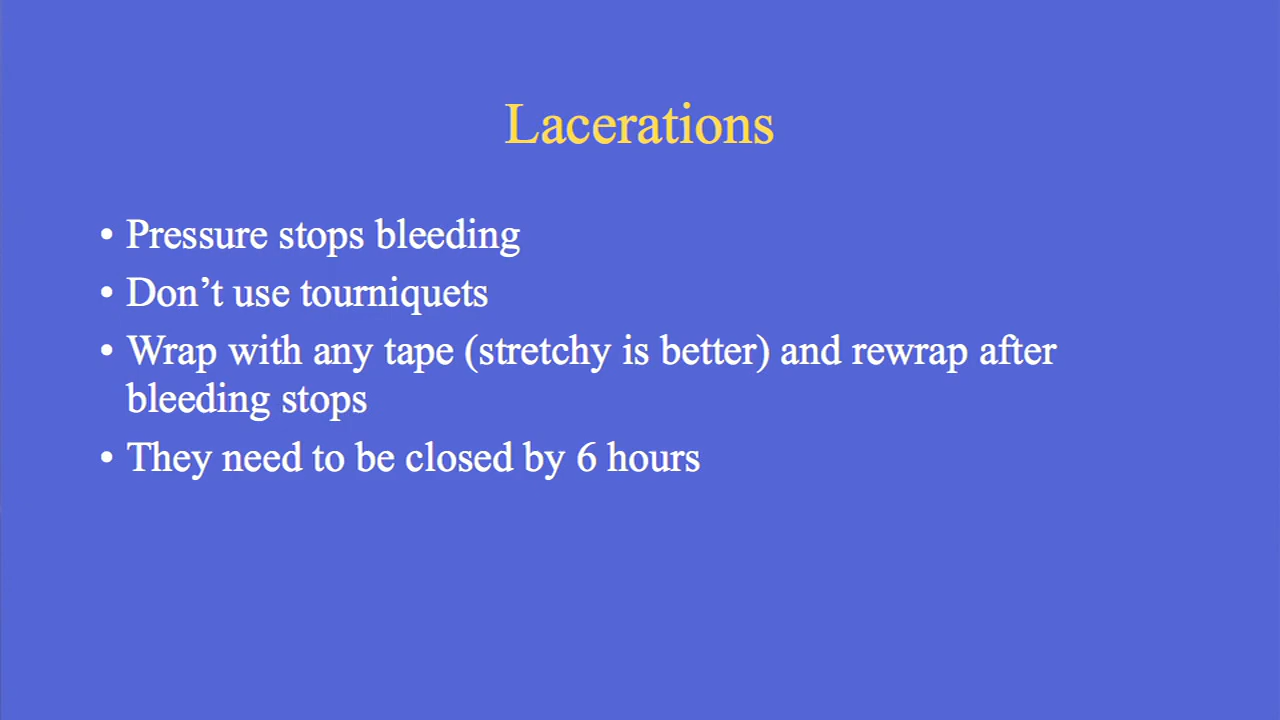 Lacerations
• Pressure stops bleeding
• Don’t use tourniquets
• Wrap with any tape (stretchy is better) and rewrap after
bleeding stops
• They need to be closed by 6 hours